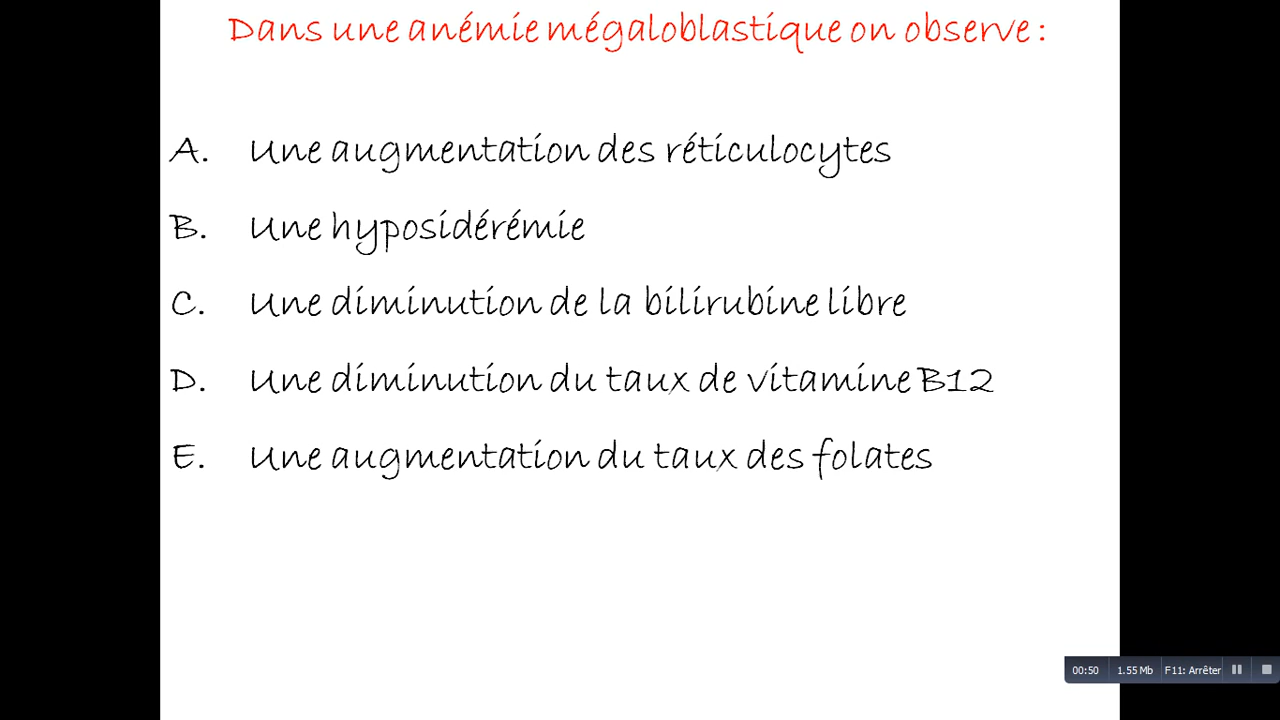 Dans une anémie mégaloblastique on observe :
A. Une augmentation des réticulocytes
B. Une hyposidérémie
C. Une diminution de la bilirubine libre
D. Une diminution du taux de vitamine B12
E. Une augmentation du taux des folates
00:50 1.55 Mb F11: Arrêter